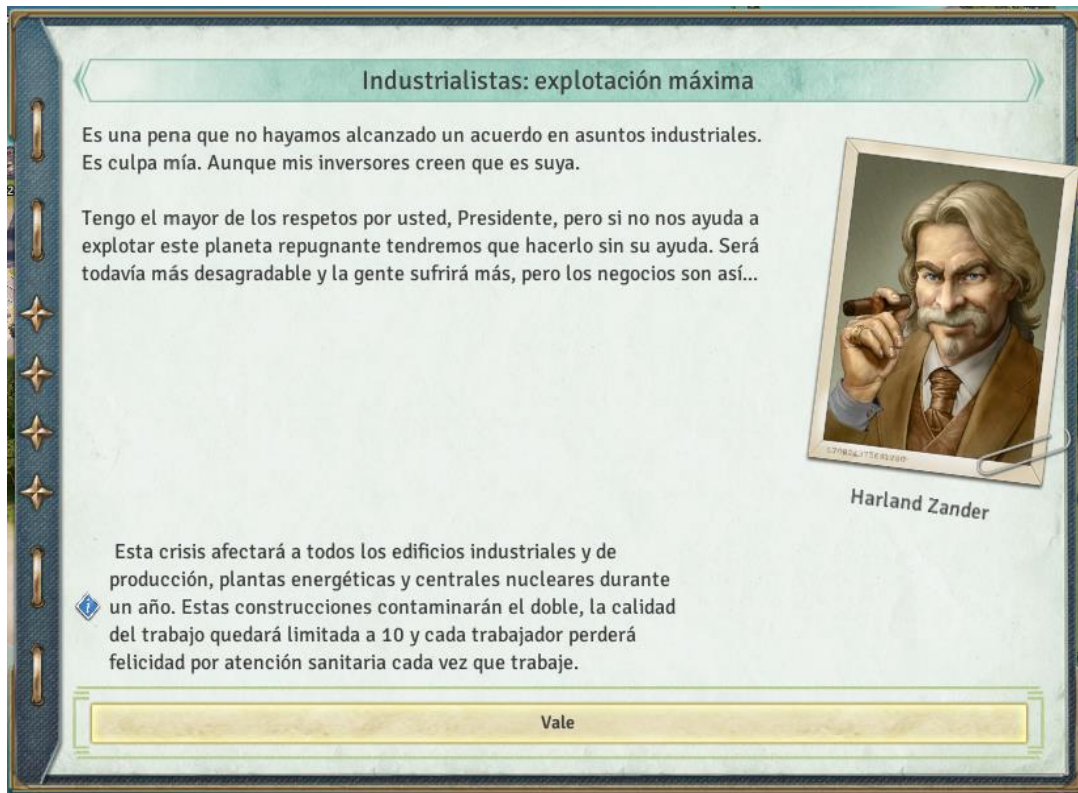 Industrialistas: explotación máxima
Es una pena que no hayamos alcanzado un acuerdo en asuntos industriales.
Es culpa mía. Aunque mis inversores creen que es suya.
Tengo el mayor de los respetos por usted, Presidente, pero si no nos ayuda a
explotar este planeta repugnante tendremos que hacerlo sin su ayuda. Será
todavía más desagradable y la gente sufrirá más, pero los negocios son así...
Harland Zander
Esta crisis afectará a todos los edificios industriales y de
producción, plantas energéticas y centrales nucleares durante
un año. Estas construcciones contaminarán el doble, la calidad
del trabajo quedará limitada a 10 y cada trabajador perderá
felicidad por atención sanitaria cada vez que trabaje.
Vale